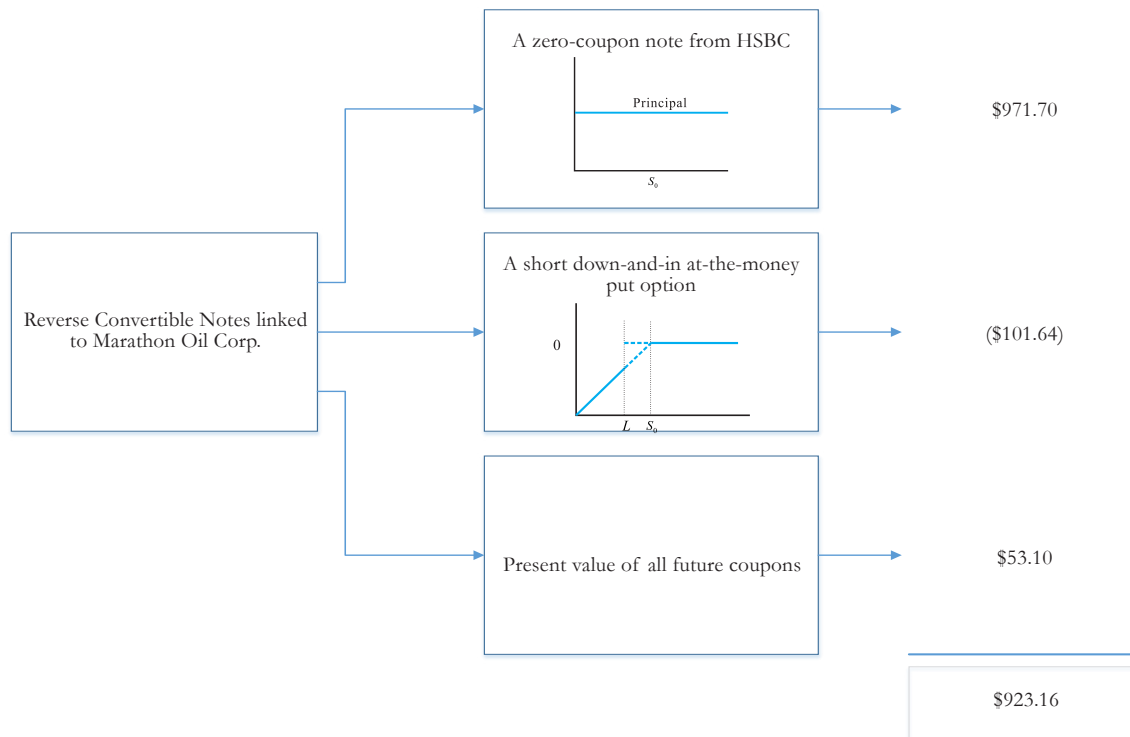 A zero-coupon note from HSBC
Principal
S₀
$971.70
Reverse Convertible Notes linked
to Marathon Oil Corp.
A short down-and-in at-the-money
put option
0
L S₀
($101.64)
Present value of all future coupons
$53.10
$923.16